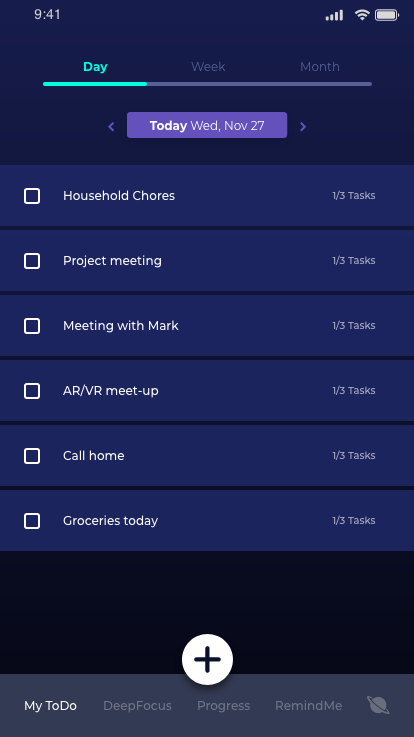 9:41
Day Week Month
Today Wed, Nov 27
Household Chores 1/3 Tasks
Project meeting 1/3 Tasks
Meeting with Mark 1/3 Tasks
AR/VR meet-up 1/3 Tasks
Call home 1/3 Tasks
Groceries today 1/3 Tasks
My ToDo DeepFocus Progress RemindMe